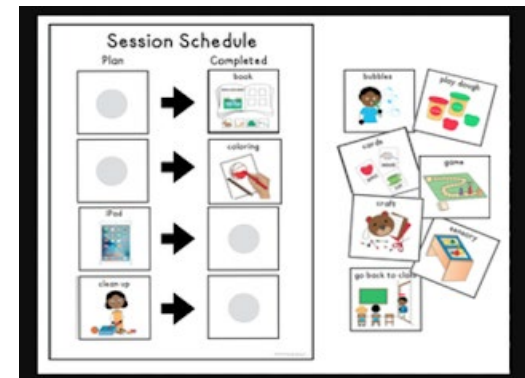 Session Schedule
Plan Completed
book
coloring
iPad
clean up
bubbles
play dough
cards
game
craft
sensory
go back to class